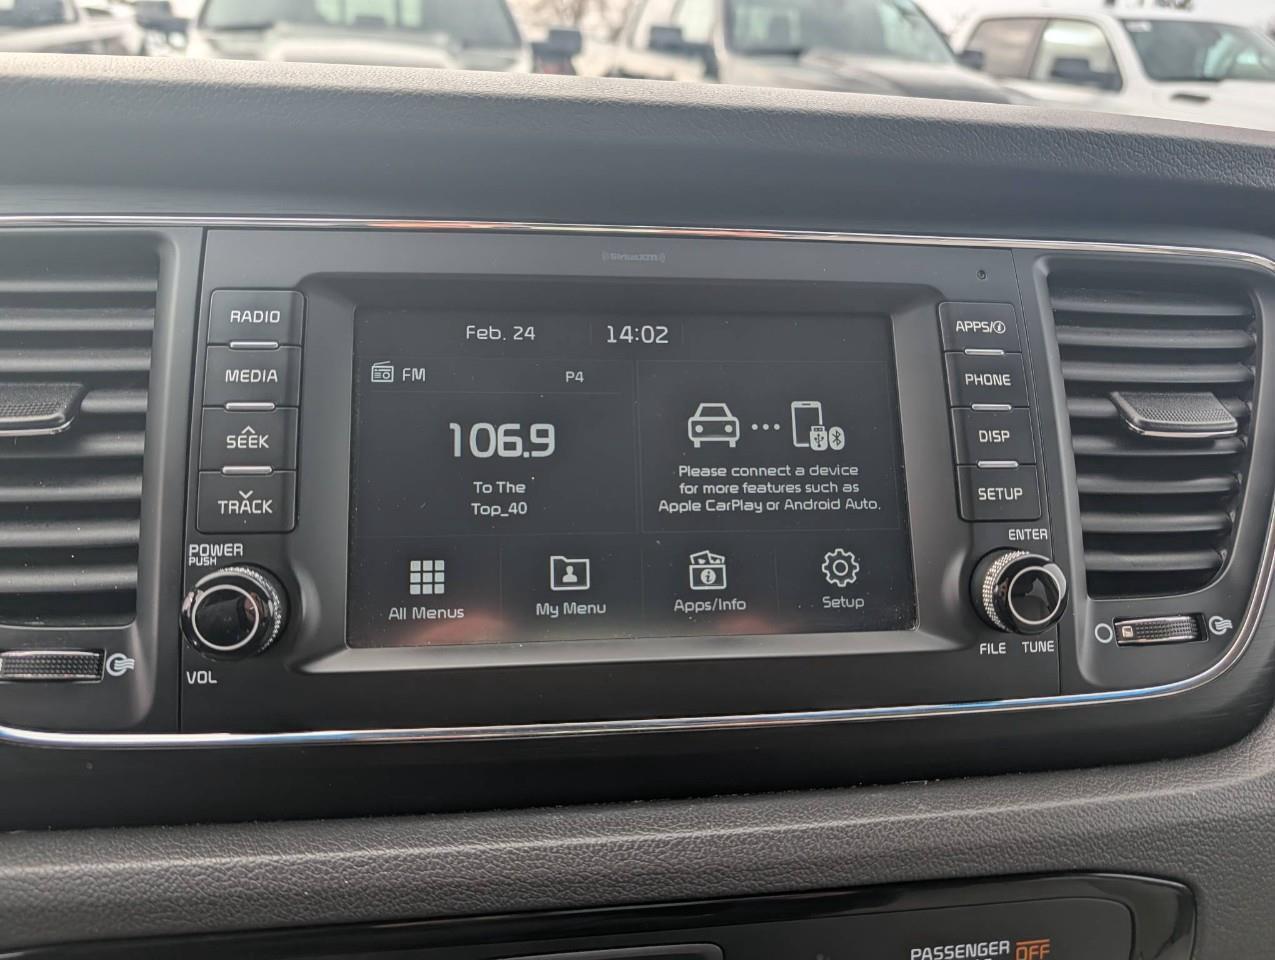 ((SiriusXM))
RADIO
MEDIA
SEEK
TRACK
POWER
PUSH
VOL
Feb. 24
14:02
FM
P4
106.9
To The
Top_40
Please connect a device
for more features such as
Apple CarPlay or Android Auto.
All Menus
My Menu
Apps/Info
Setup
APPS/i
PHONE
DISP
SETUP
ENTER
FILE TUNE
PASSENGER OFF